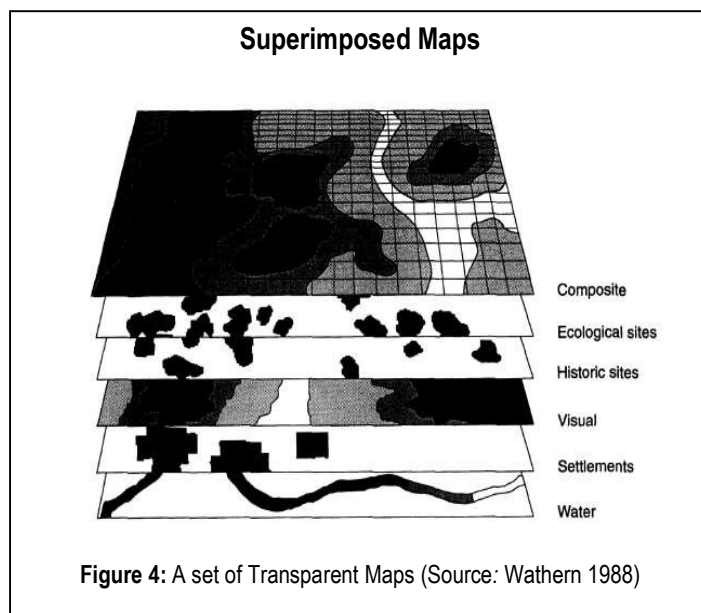 Superimposed Maps
Composite
Ecological sites
Historic sites
Visual
Settlements
Water
Figure 4: A set of Transparent Maps (Source: Wathern 1988)